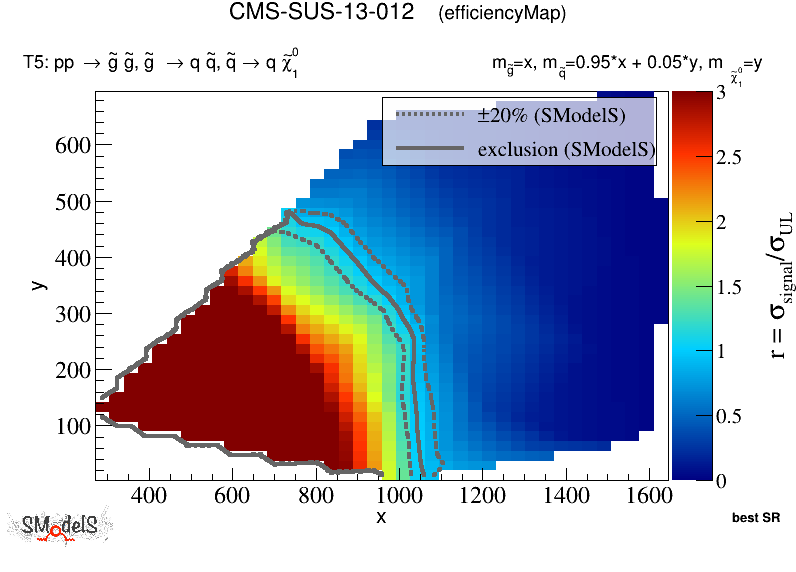 CMS-SUS-13-012 (efficiencyMap)
T5: pp → g̃ g̃, g̃ → q q̃, q̃ → q χ̃⁰₁ m_g̃=x, m_q̃=0.95*x + 0.05*y, m_χ̃⁰₁=y
±20% (SModelS)
exclusion (SModelS)
600
500
400
300
200
100
y
400 600 800 1000 1200 1400 1600
x
3
2.5
2
1.5
1
0.5
0
r = σ_signal/σ_UL
best SR
SModelS